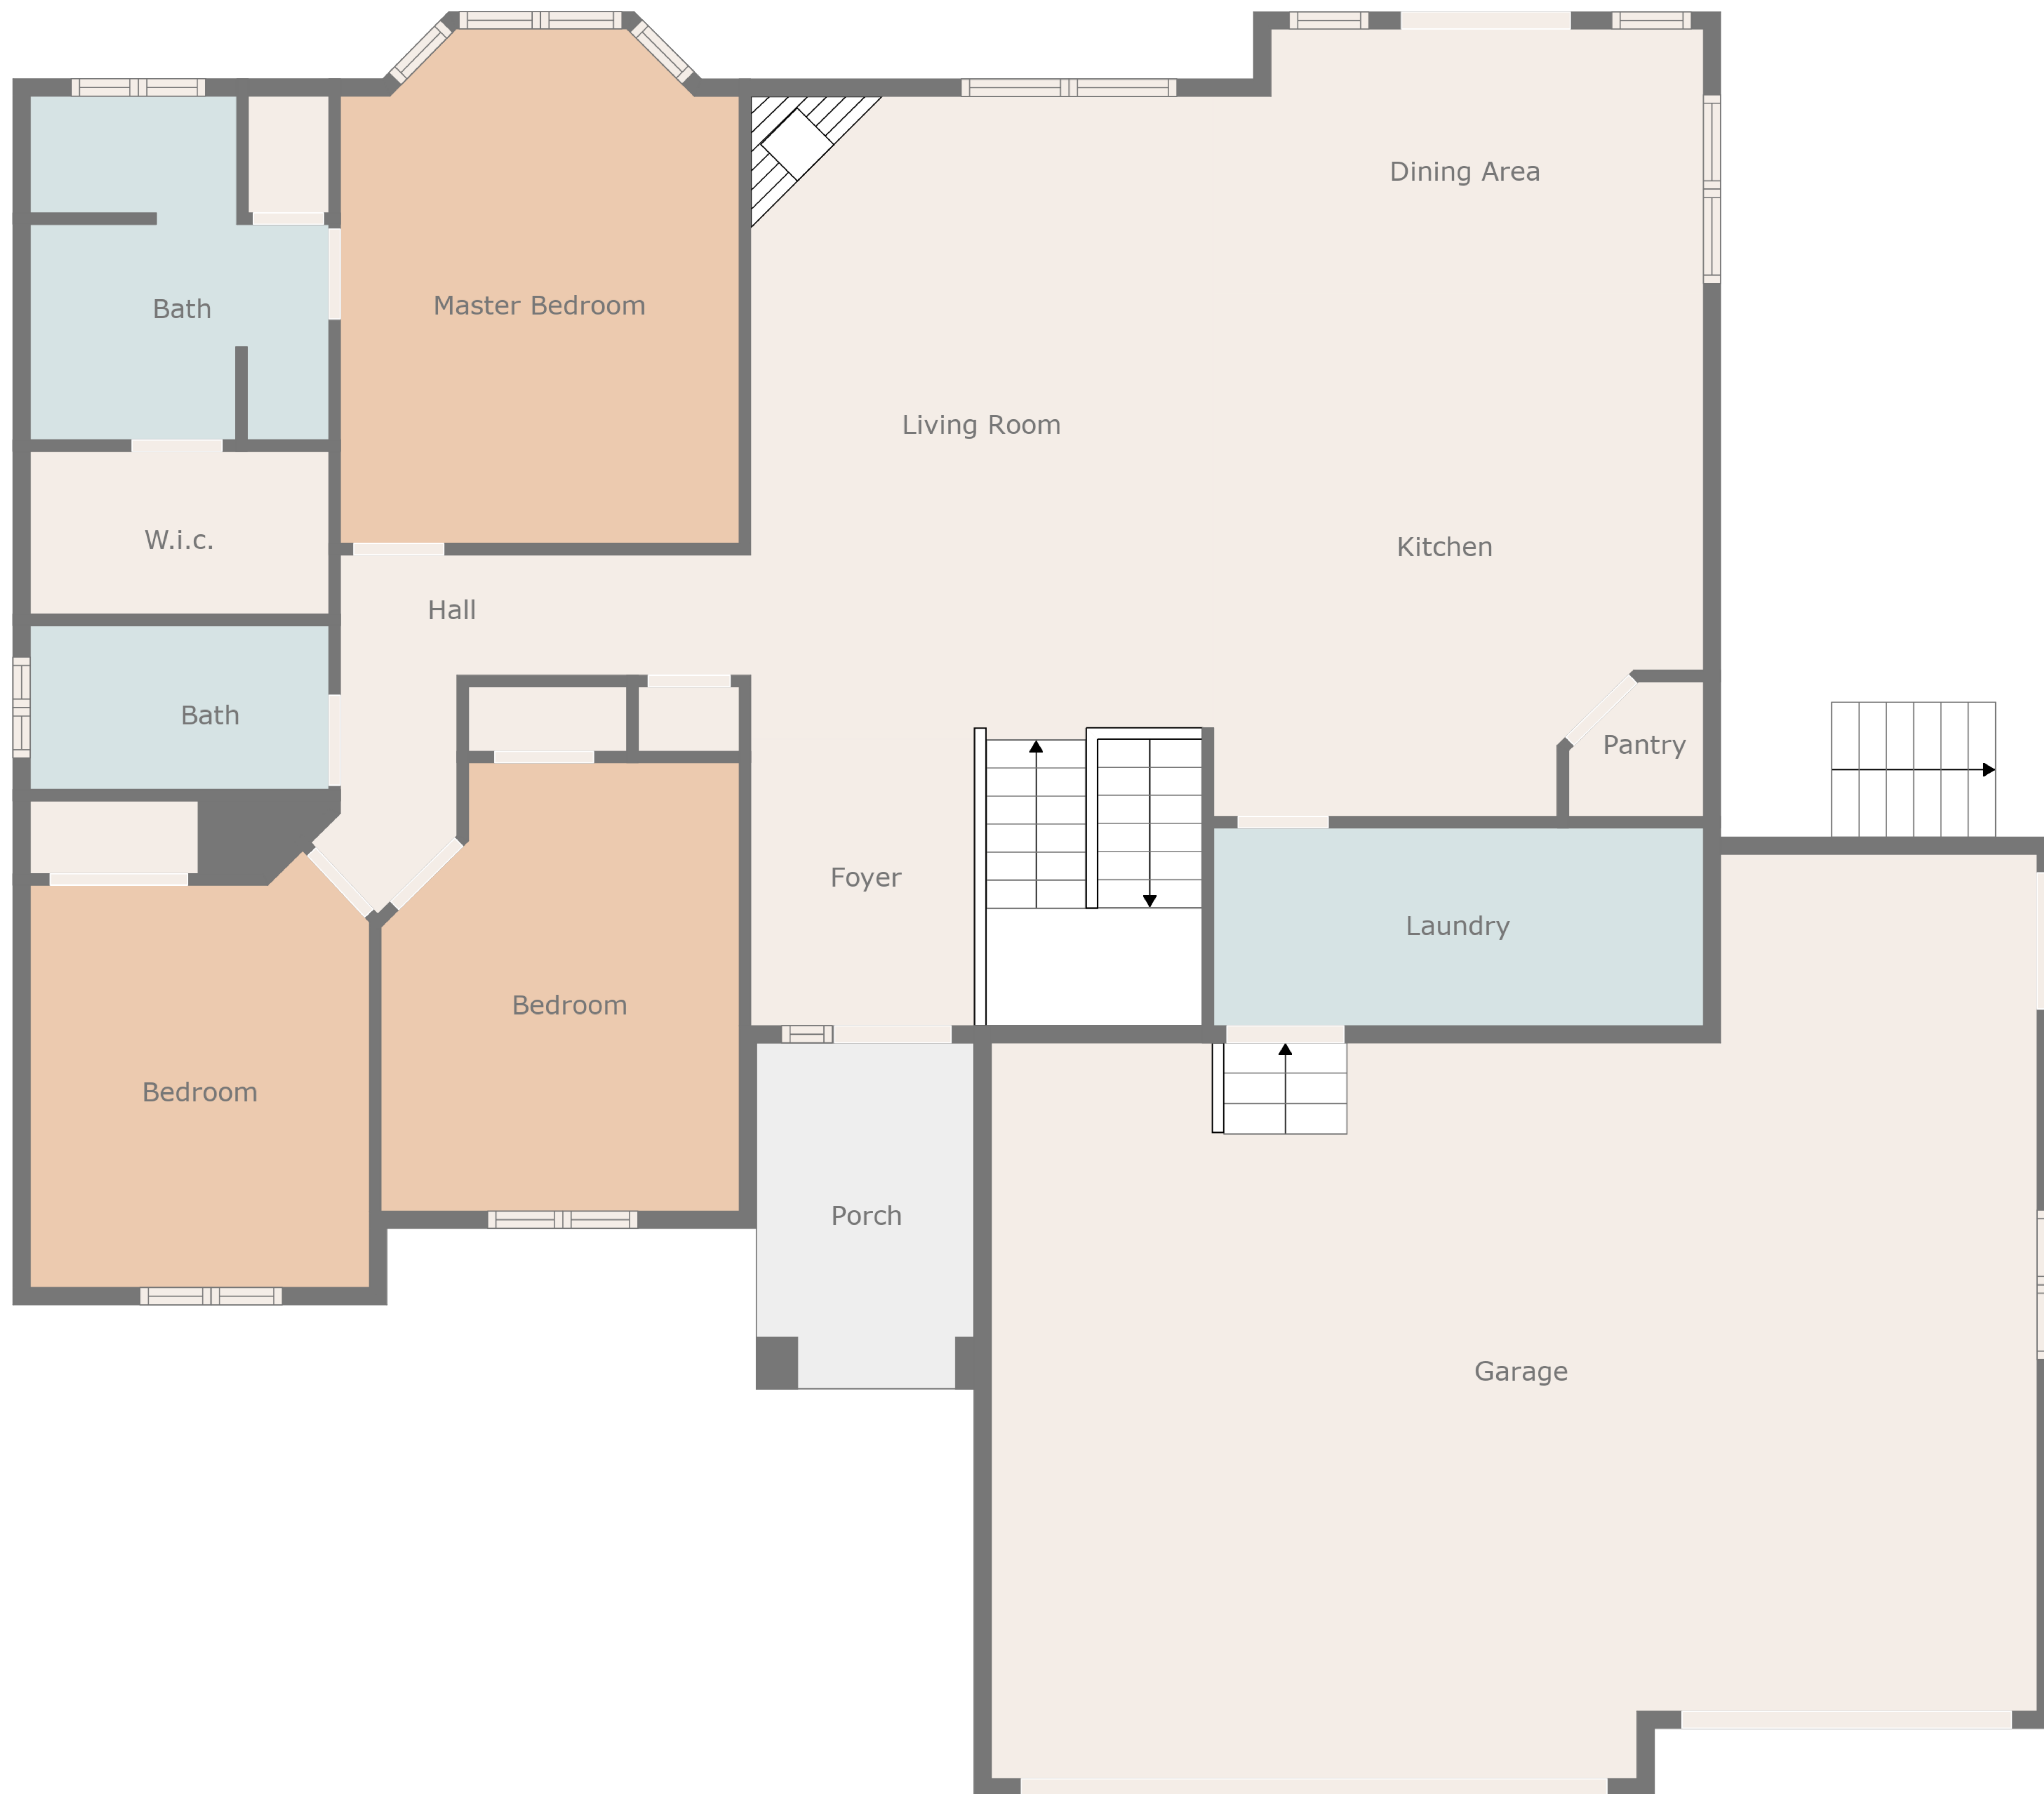 Dining Area
Bath
Master Bedroom
Living Room
W.i.c.
Kitchen
Hall
Bath
Pantry
Foyer
Laundry
Bedroom
Bedroom
Porch
Garage